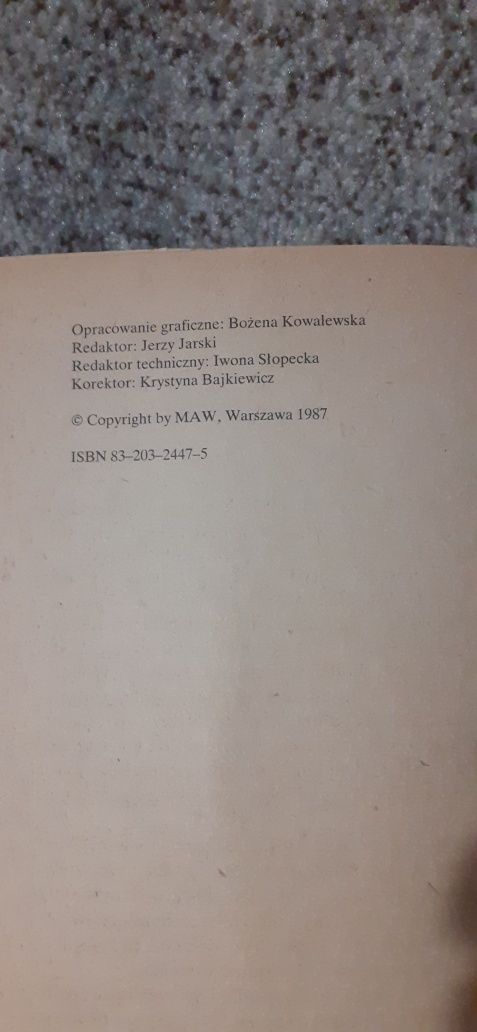 Opracowanie graficzne: Bożena Kowalewska
Redaktor: Jerzy Jarski
Redaktor techniczny: Iwona Słopecka
Korektor: Krystyna Bajkiewicz
© Copyright by MAW, Warszawa 1987
ISBN 83–203–2447–5